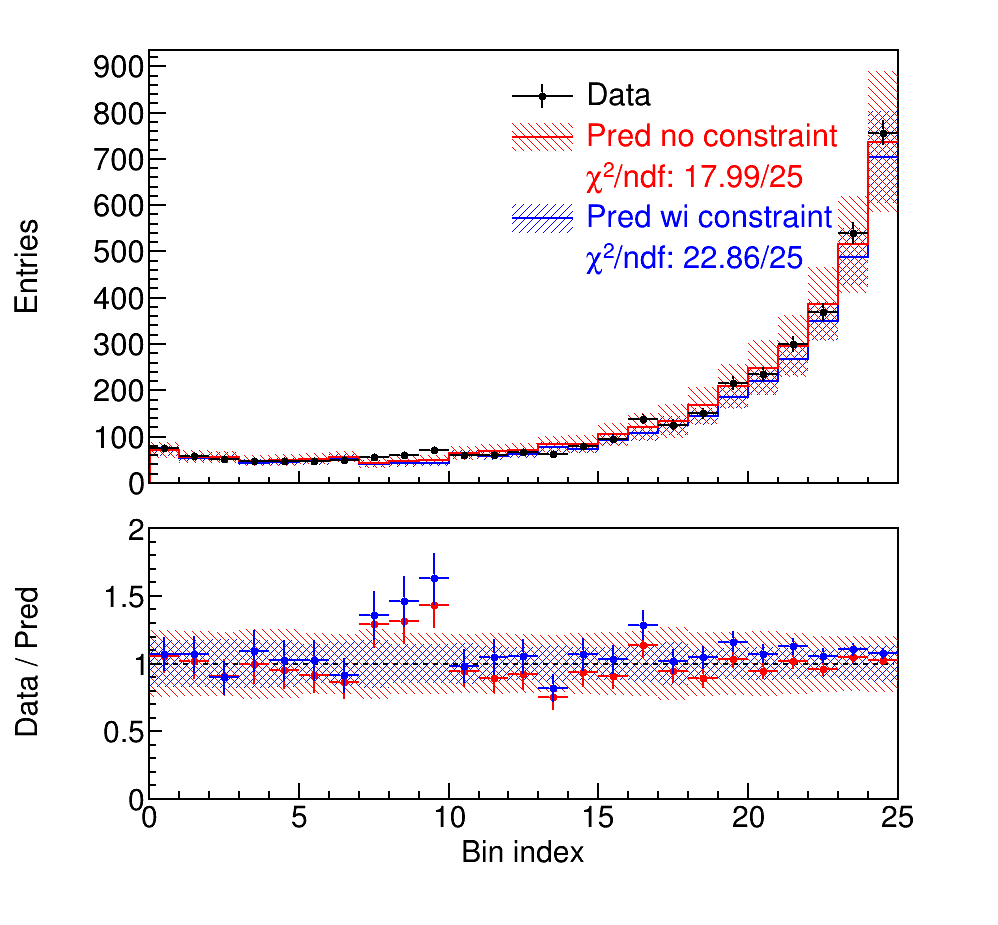 900
800
700
600
500
400
300
200
100
0
Entries
Data
Pred no constraint
χ²/ndf: 17.99/25
Pred wi constraint
χ²/ndf: 22.86/25
2
1.5
1
0.5
0
Data / Pred
0 5 10 15 20 25
Bin index